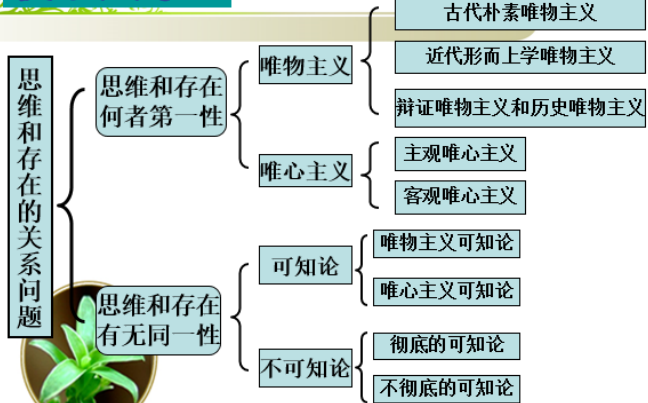 古代朴素唯物主义
近代形而上学唯物主义
辩证唯物主义和历史唯物主义
唯物主义
思维和存在
何者第一性
主观唯心主义
客观唯心主义
唯心主义
思维和存在的关系问题
唯物主义可知论
唯心主义可知论
可知论
思维和存在
有无同一性
彻底的可知论
不彻底的可知论
不可知论